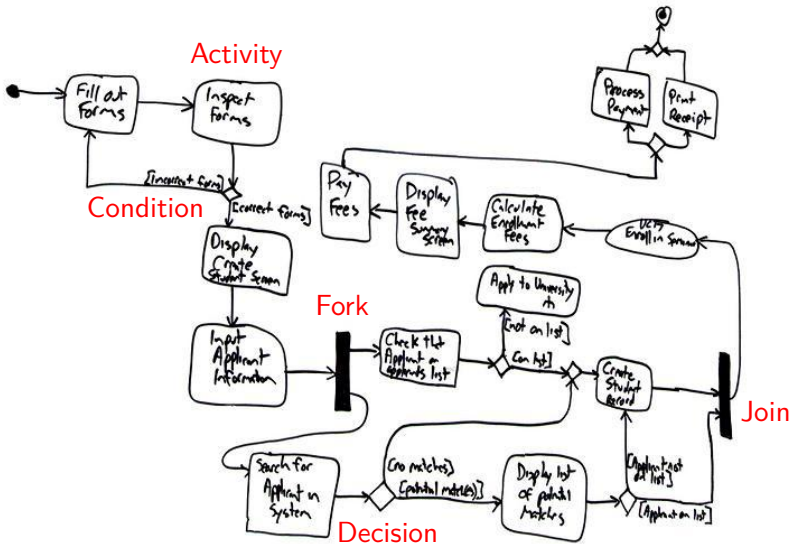 Activity
Fill out
Forms
Inspect
Forms
[incorrect forms]
Condition
[correct forms]
Display
Create
Student Screen
Input
Applicant
Information
Fork
Check that
Applicant on
applicants list
[not on list]
[on list]
Apply to University
Create
Student
Record
Join
Search for
Applicant in
System
[no matches]
[potential matches]
Decision
Display list
of potential
Matches
[Applicant not
on list]
[Applicant on list]
Enroll in Seminar
Calculate
Enrollment
Fees
Display
Fee
Summary
Screen
Pay
Fees
Process
Payment
Print
Receipt